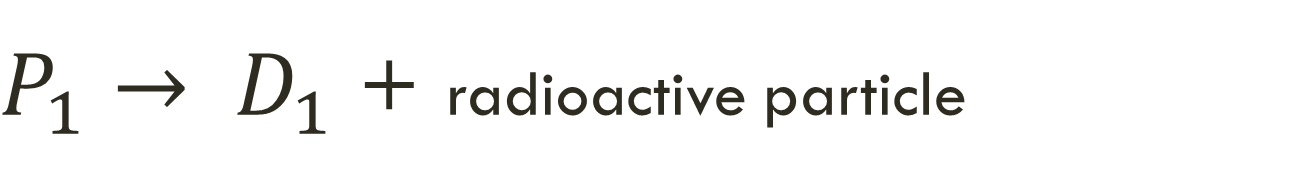 P₁ → D₁ + radioactive particle